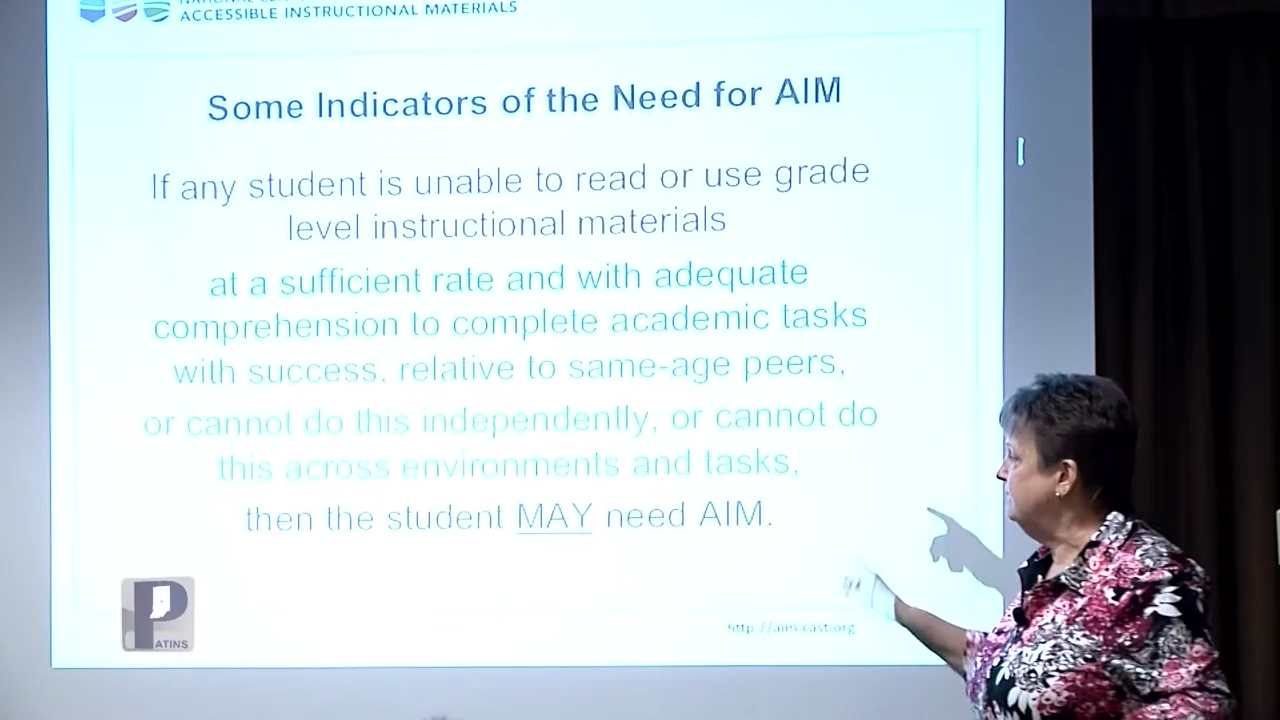 ACCESSIBLE INSTRUCTIONAL MATERIALS
Some Indicators of the Need for AIM
If any student is unable to read or use grade
level instructional materials
at a sufficient rate and with adequate
comprehension to complete academic tasks
with success, relative to same-age peers,
or cannot do this independently, or cannot do
this across environments and tasks,
then the student MAY need AIM.
PATINS
http://aim.cast.org